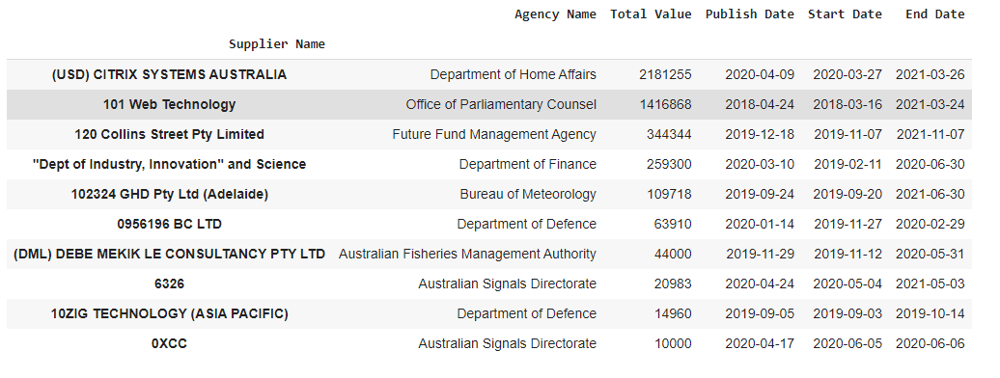 Agency Name Total Value Publish Date Start Date End Date
Supplier Name
(USD) CITRIX SYSTEMS AUSTRALIA Department of Home Affairs 2181255 2020-04-09 2020-03-27 2021-03-26
101 Web Technology Office of Parliamentary Counsel 1416868 2018-04-24 2018-03-16 2021-03-24
120 Collins Street Pty Limited Future Fund Management Agency 344344 2019-12-18 2019-11-07 2021-11-07
"Dept of Industry, Innovation" and Science Department of Finance 259300 2020-03-10 2019-02-11 2020-06-30
102324 GHD Pty Ltd (Adelaide) Bureau of Meteorology 109718 2019-09-24 2019-09-20 2021-06-30
0956196 BC LTD Department of Defence 63910 2020-01-14 2019-11-27 2020-02-29
(DML) DEBE MEKIK LE CONSULTANCY PTY LTD Australian Fisheries Management Authority 44000 2019-11-29 2019-11-12 2020-05-31
6326 Australian Signals Directorate 20983 2020-04-24 2020-05-04 2021-05-03
10ZIG TECHNOLOGY (ASIA PACIFIC) Department of Defence 14960 2019-09-05 2019-09-03 2019-10-14
0XCC Australian Signals Directorate 10000 2020-04-17 2020-06-05 2020-06-06